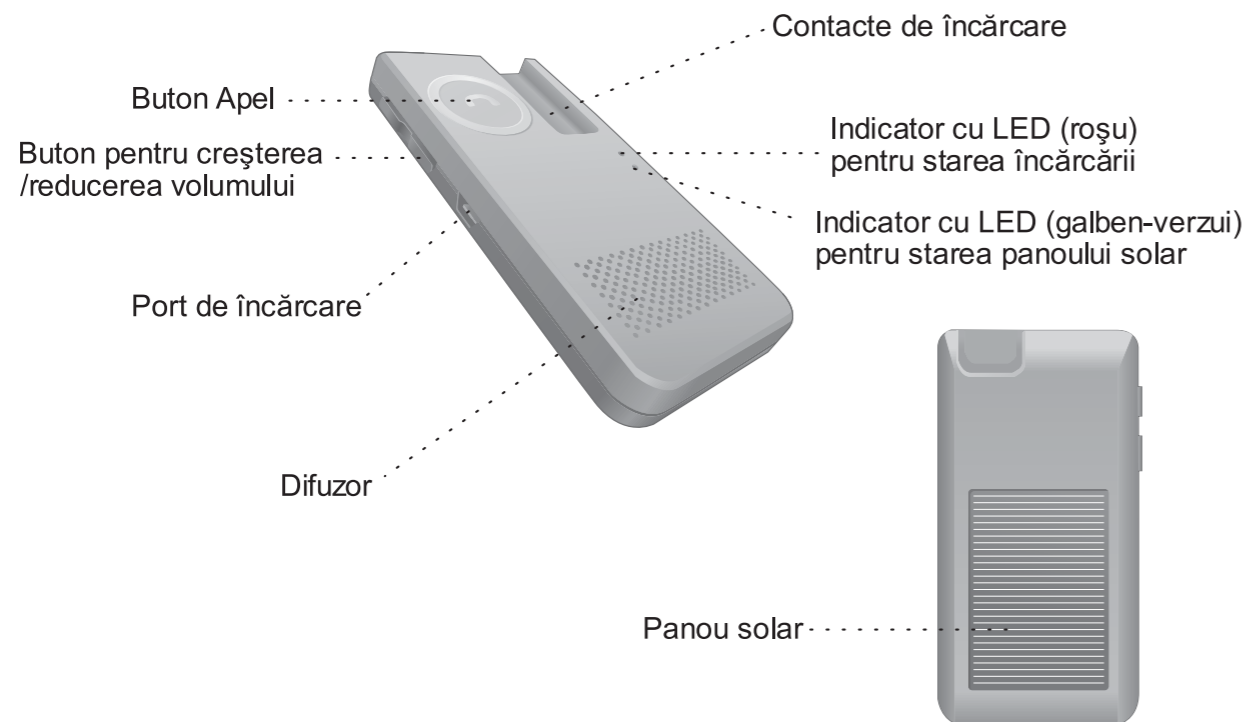 Contacte de încărcare
Buton Apel
Indicator cu LED (roşu)
pentru starea încărcării
Buton pentru creşterea
/reducerea volumului
Indicator cu LED (galben-verzui)
pentru starea panoului solar
Port de încărcare
Difuzor
Panou solar